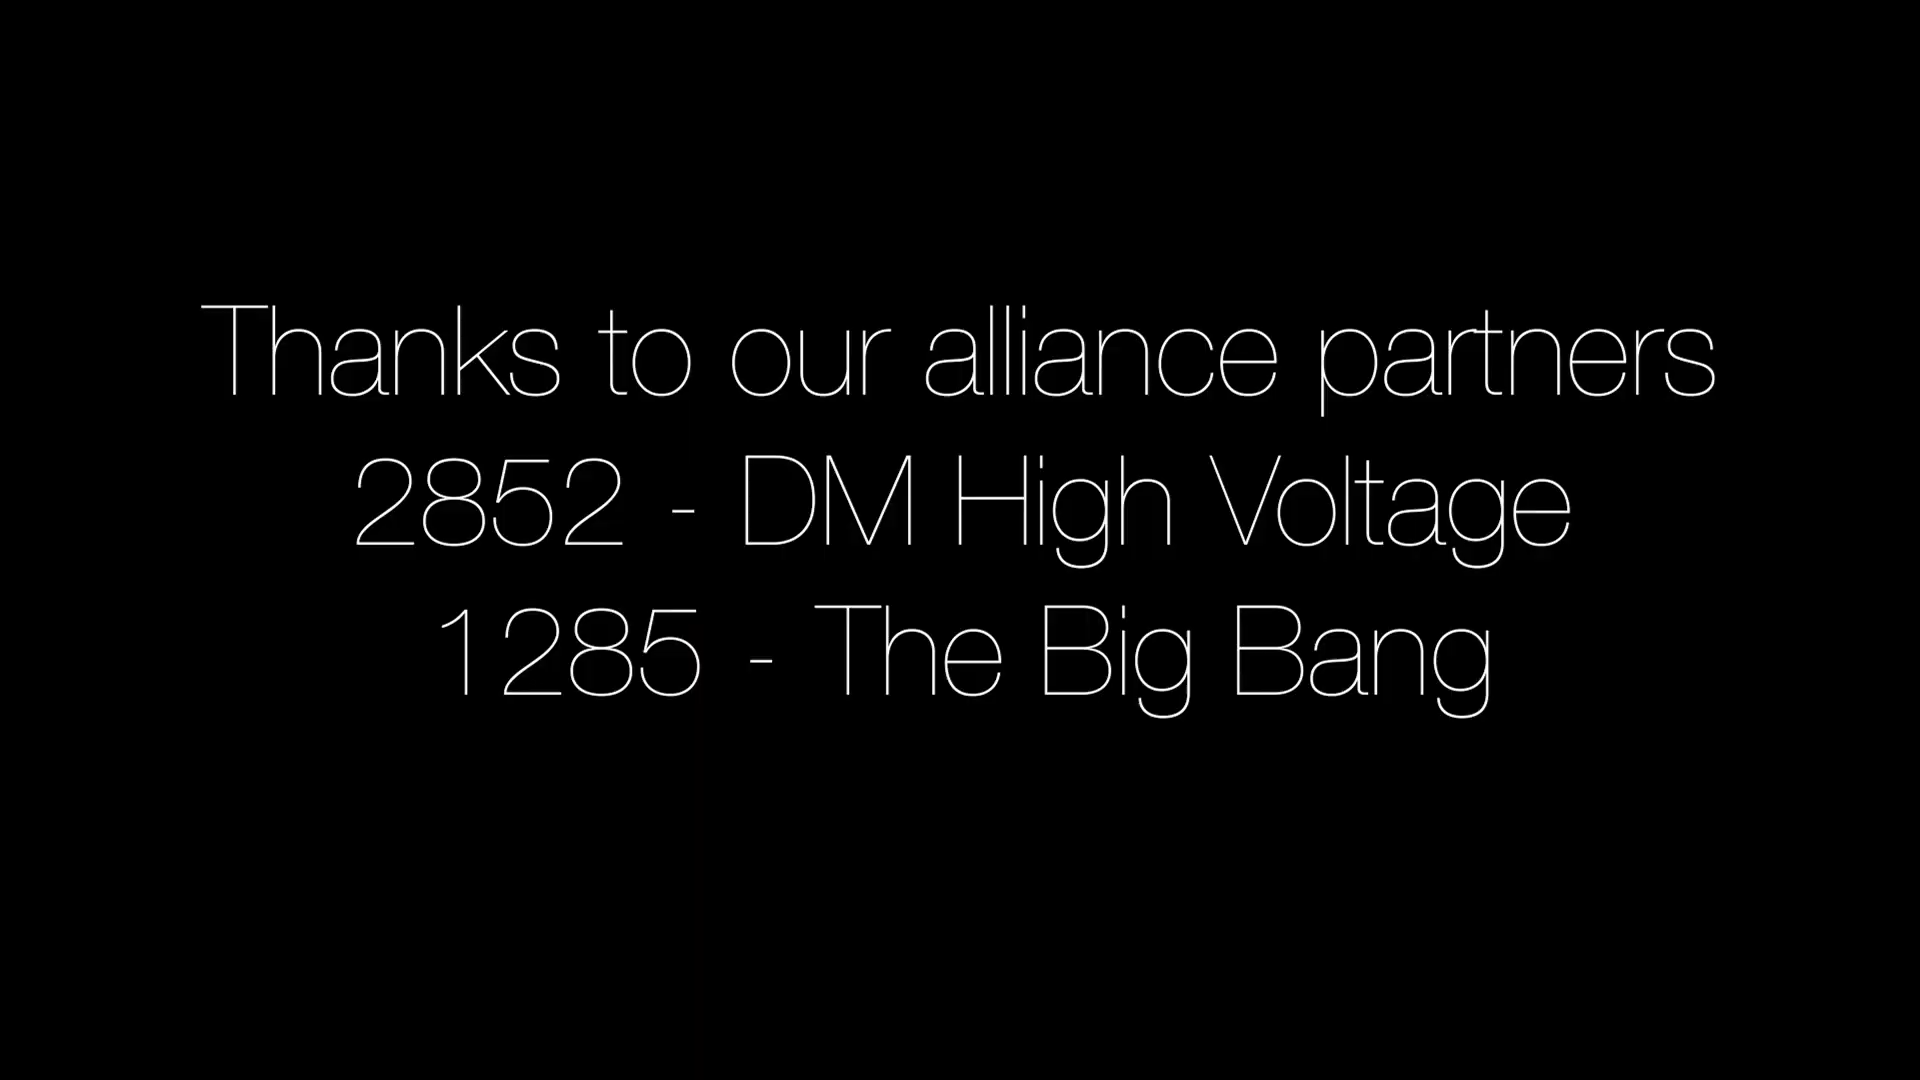 Thanks to our alliance partners
2852 - DM High Voltage
1285 - The Big Bang